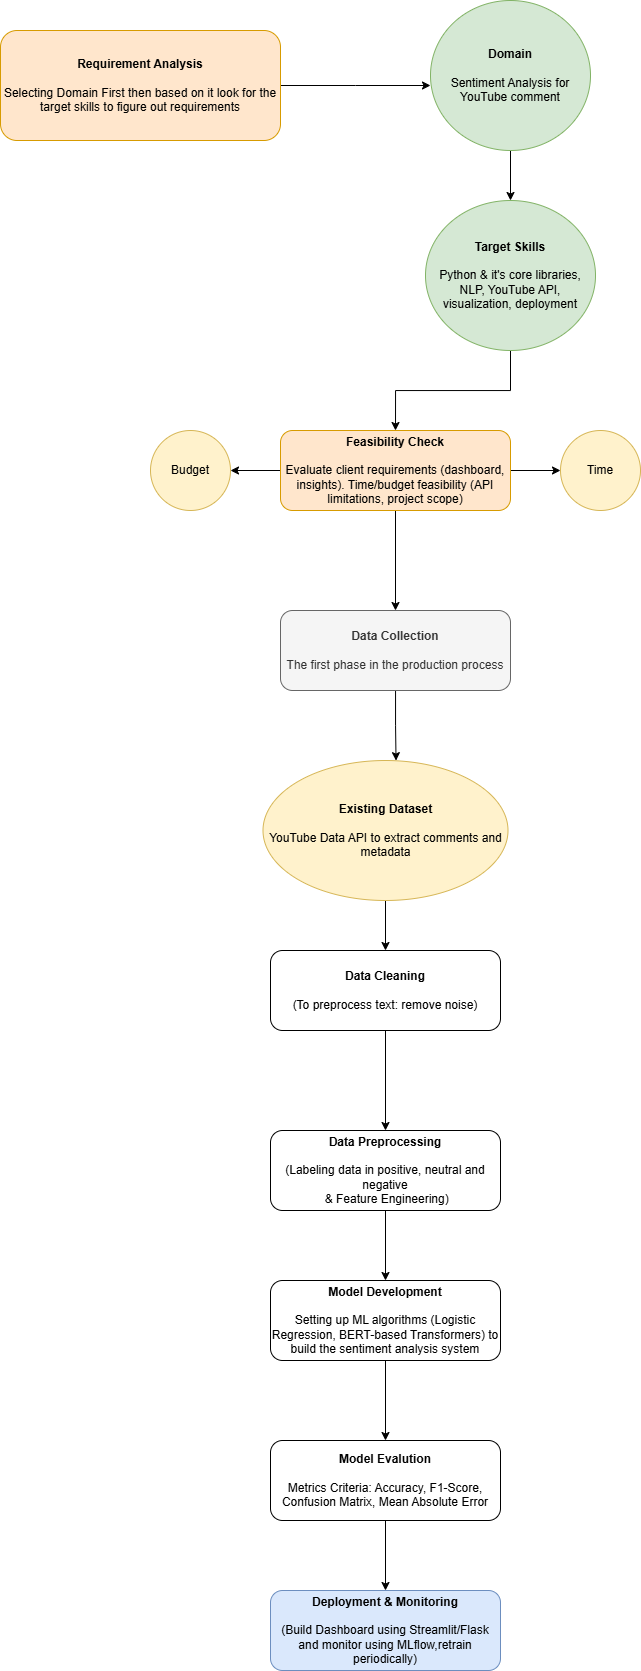 Requirement Analysis
Selecting Domain First then based on it look for the
target skills to figure out requirements
Domain
Sentiment Analysis for
YouTube comment
Target Skills
Python & it's core libraries,
NLP, YouTube API,
visualization, deployment
Budget
Feasibility Check
Evaluate client requirements (dashboard,
insights). Time/budget feasibility (API
limitations, project scope)
Time
Data Collection
The first phase in the production process
Existing Dataset
YouTube Data API to extract comments and
metadata
Data Cleaning
(To preprocess text: remove noise)
Data Preprocessing
(Labeling data in positive, neutral and
negative
& Feature Engineering)
Model Development
Setting up ML algorithms (Logistic
Regression, BERT-based Transformers) to
build the sentiment analysis system
Model Evalution
Metrics Criteria: Accuracy, F1-Score,
Confusion Matrix, Mean Absolute Error
Deployment & Monitoring
(Build Dashboard using Streamlit/Flask
and monitor using MLflow,retrain
periodically)